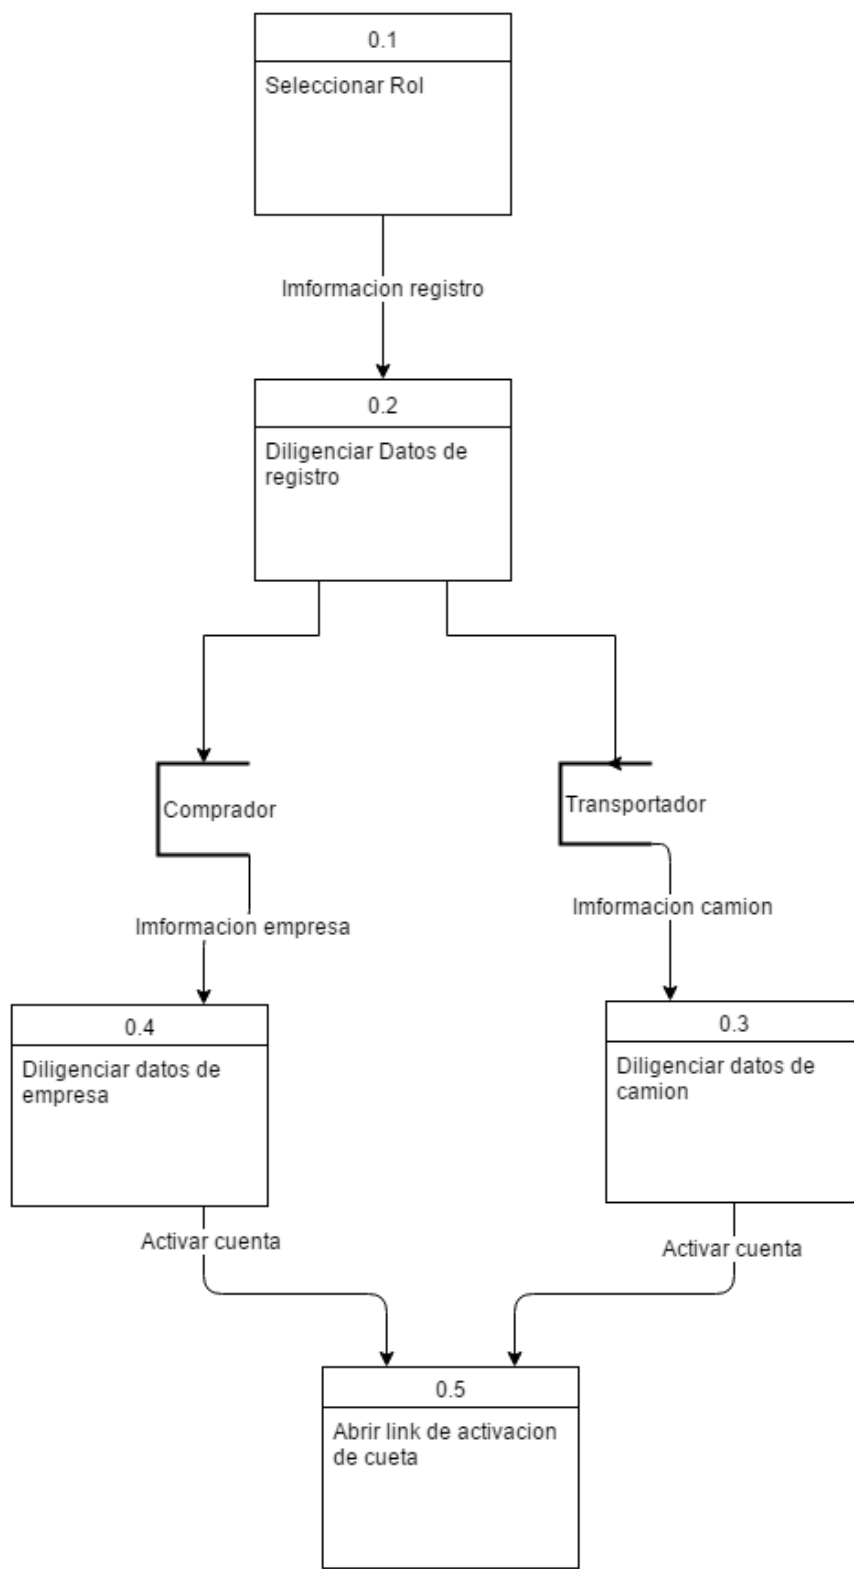 0.1
Seleccionar Rol
Imformacion registro
0.2
Diligenciar Datos de
registro
Comprador
Transportador
Imformacion empresa
Imformacion camion
0.4
Diligenciar datos de
empresa
0.3
Diligenciar datos de
camion
Activar cuenta
Activar cuenta
0.5
Abrir link de activacion
de cueta